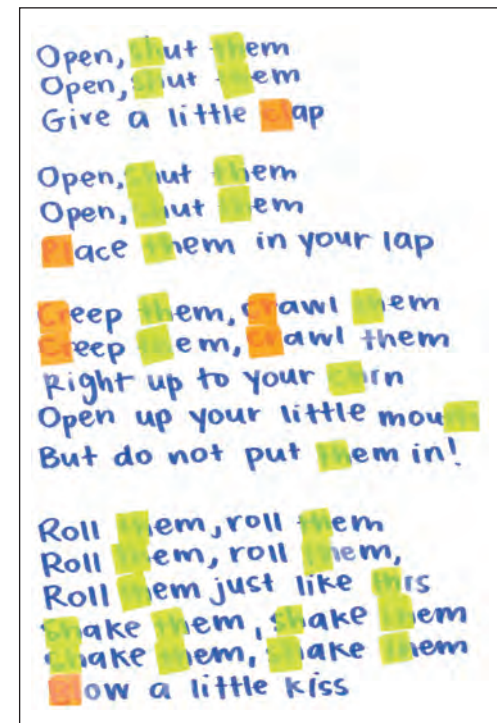 Open, shut them
Open, shut them
Give a little clap
Open, shut them
Open, shut them
Place them in your lap
Creep them, crawl them
Creep them, crawl them
Right up to your chin
Open up your little mouth
But do not put them in!
Roll them, roll them
Roll them, roll them,
Roll them just like this
Shake them, shake them
Shake them, shake them
Blow a little kiss